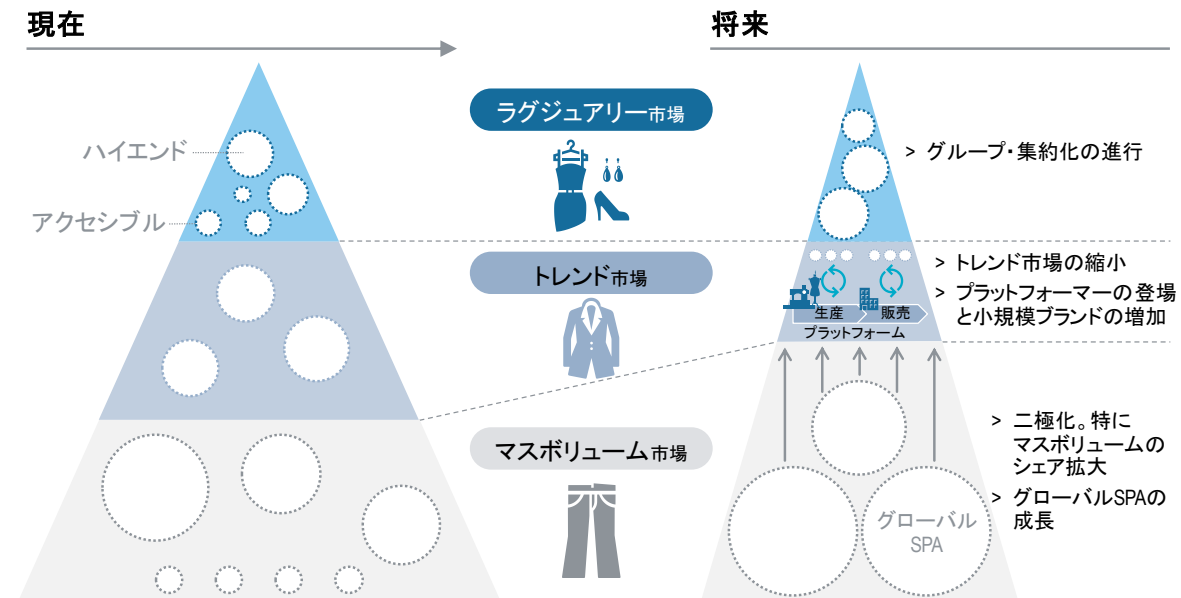 現在
将来
ラグジュアリー市場
ハイエンド
アクセシブル
> グループ・集約化の進行
トレンド市場
> トレンド市場の縮小
> プラットフォーマーの登場
と小規模ブランドの増加
生産
販売
プラットフォーム
マスボリューム市場
> 二極化。特に
マスボリュームの
シェア拡大
> グローバルSPAの
成長
グローバル
SPA